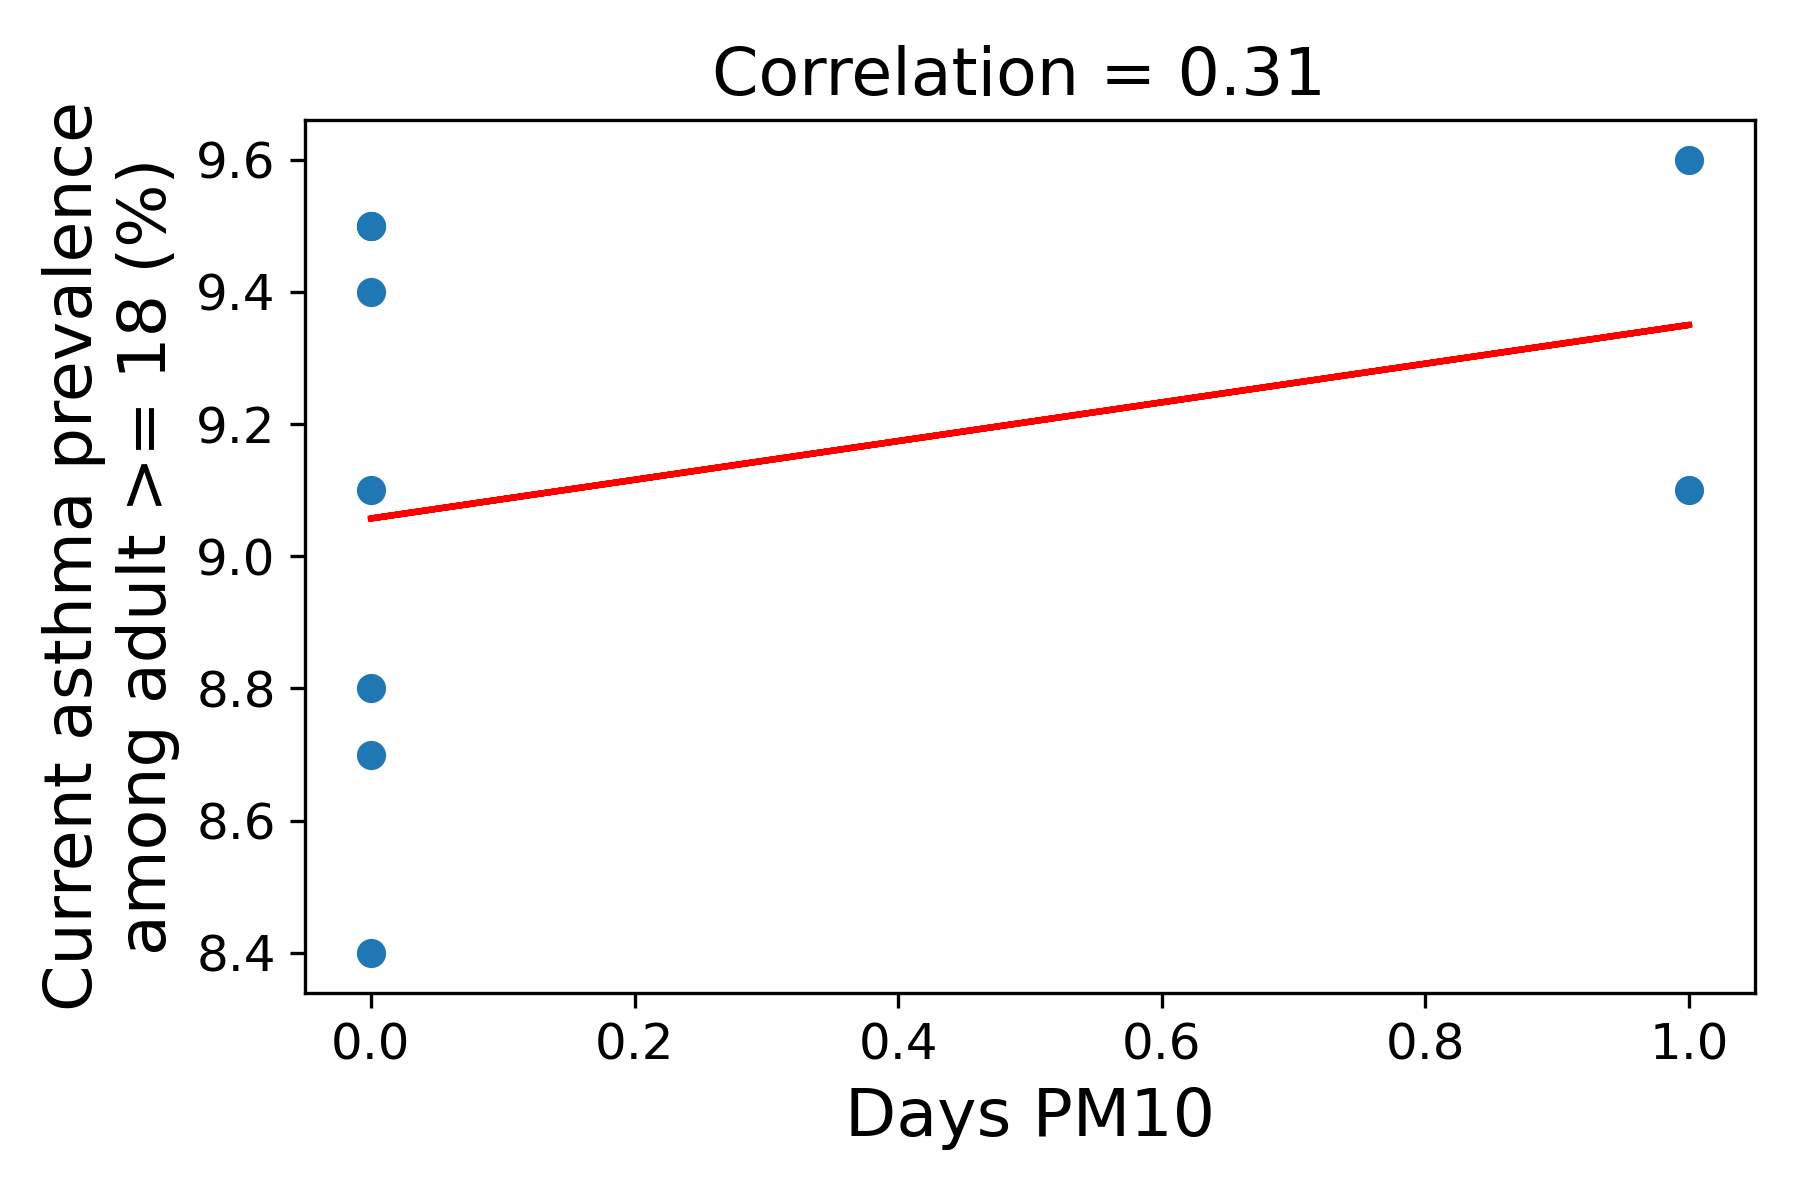 Correlation = 0.31
Current asthma prevalence
among adult >= 18 (%)
9.6
9.4
9.2
9.0
8.8
8.6
8.4
0.0 0.2 0.4 0.6 0.8 1.0
Days PM10